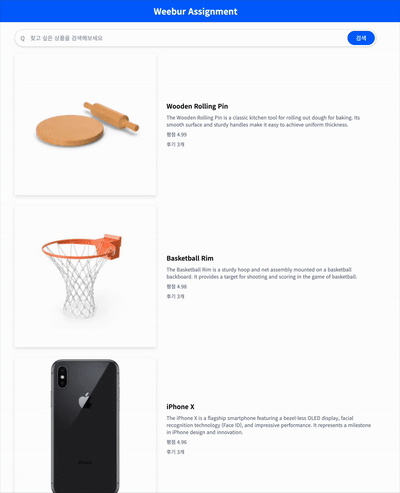 Weebur Assignment
찾고 싶은 상품을 검색해보세요
검색
Wooden Rolling Pin
The Wooden Rolling Pin is a classic kitchen tool for rolling out dough for baking. Its
smooth surface and sturdy handles make it easy to achieve uniform thickness.
평점 4.99
후기 3개
Basketball Rim
The Basketball Rim is a sturdy hoop and net assembly mounted on a basketball
backboard. It provides a target for shooting and scoring in the game of basketball.
평점 4.98
후기 3개
iPhone X
The iPhone X is a flagship smartphone featuring a bezel-less OLED display, facial
recognition technology (Face ID), and impressive performance. It represents a milestone
in iPhone design and innovation.
평점 4.96
후기 3개
iPhone